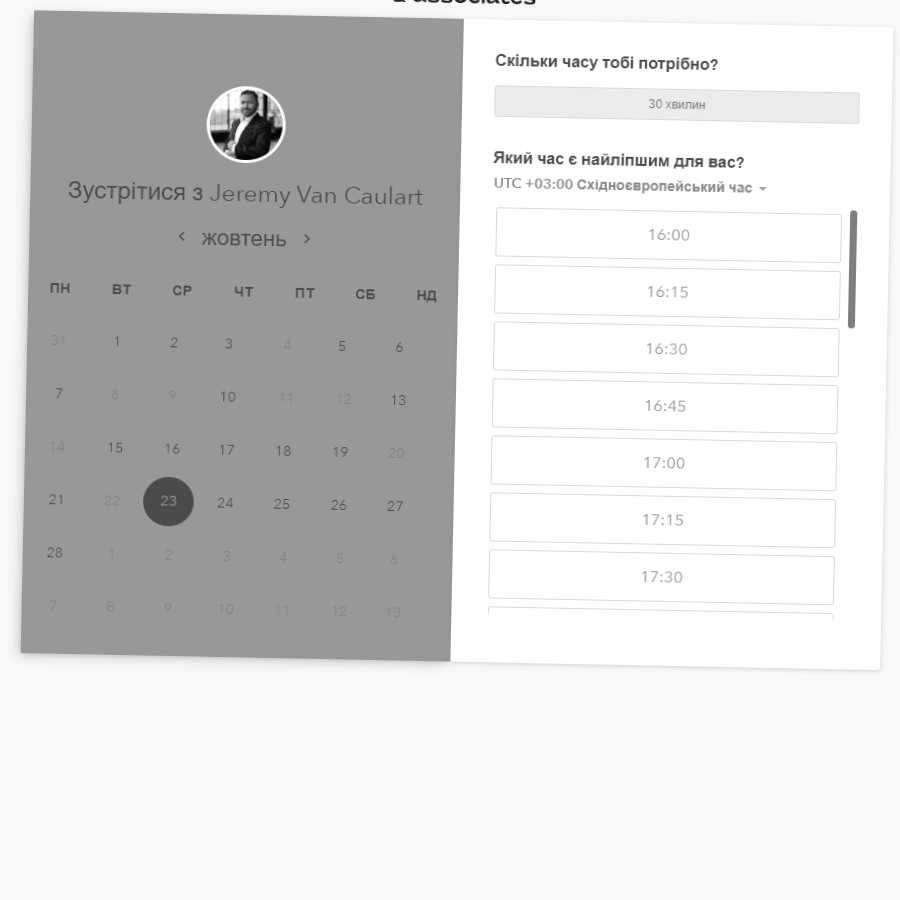 & associates
Зустрітися з Jeremy Van Caulart
жовтень
ПН ВТ СР ЧТ ПТ СБ НД
31 1 2 3 4 5 6
7 8 9 10 11 12 13
14 15 16 17 18 19 20
21 22 23 24 25 26 27
28 1 2 3 4 5 6
7 8 9 10 11 12 13
Скільки часу тобі потрібно?
30 хвилин
Який час є найліпшим для вас?
UTC +03:00 Східноєвропейський час
16:00
16:15
16:30
16:45
17:00
17:15
17:30